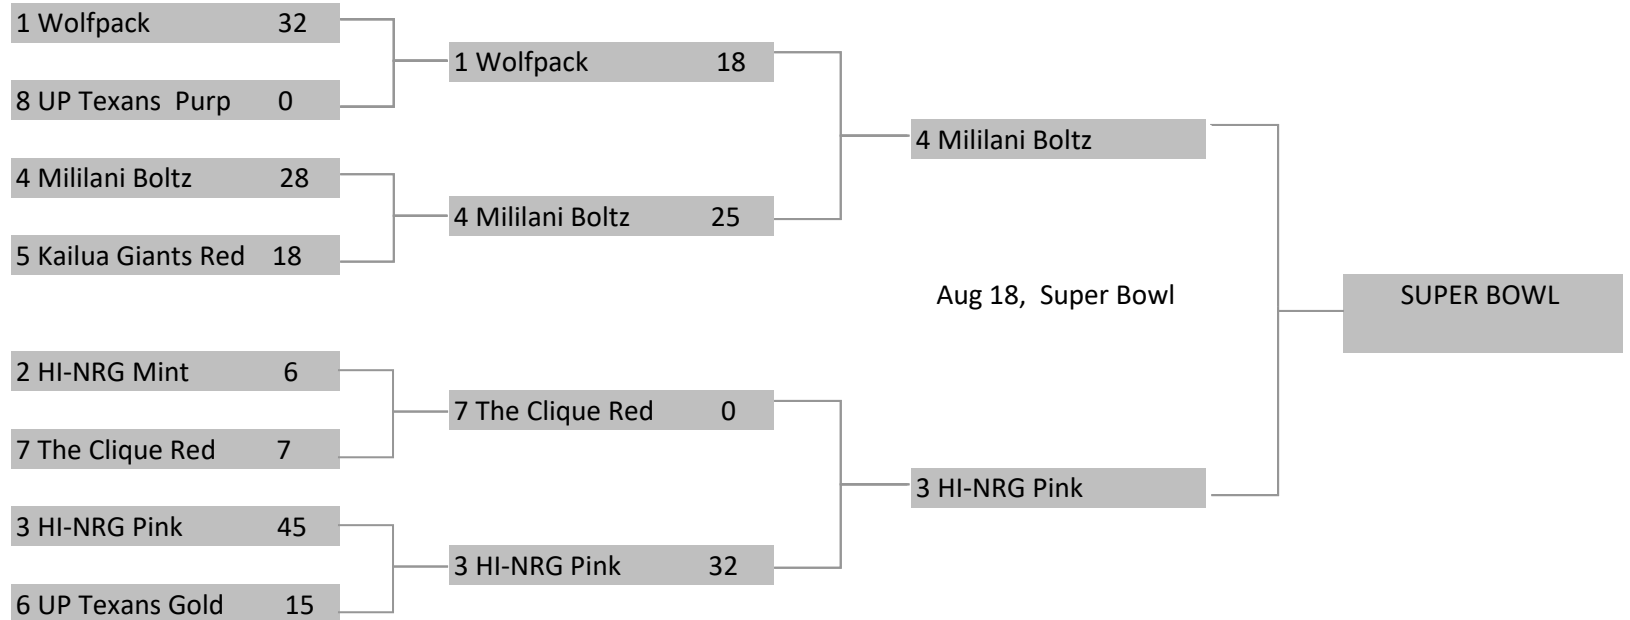 1 Wolfpack 32
8 UP Texans Purp 0
4 Mililani Boltz 28
5 Kailua Giants Red 18
2 HI-NRG Mint 6
7 The Clique Red 7
3 HI-NRG Pink 45
6 UP Texans Gold 15
1 Wolfpack 18
4 Mililani Boltz 25
7 The Clique Red 0
3 HI-NRG Pink 32
4 Mililani Boltz
Aug 18, Super Bowl
3 HI-NRG Pink
SUPER BOWL